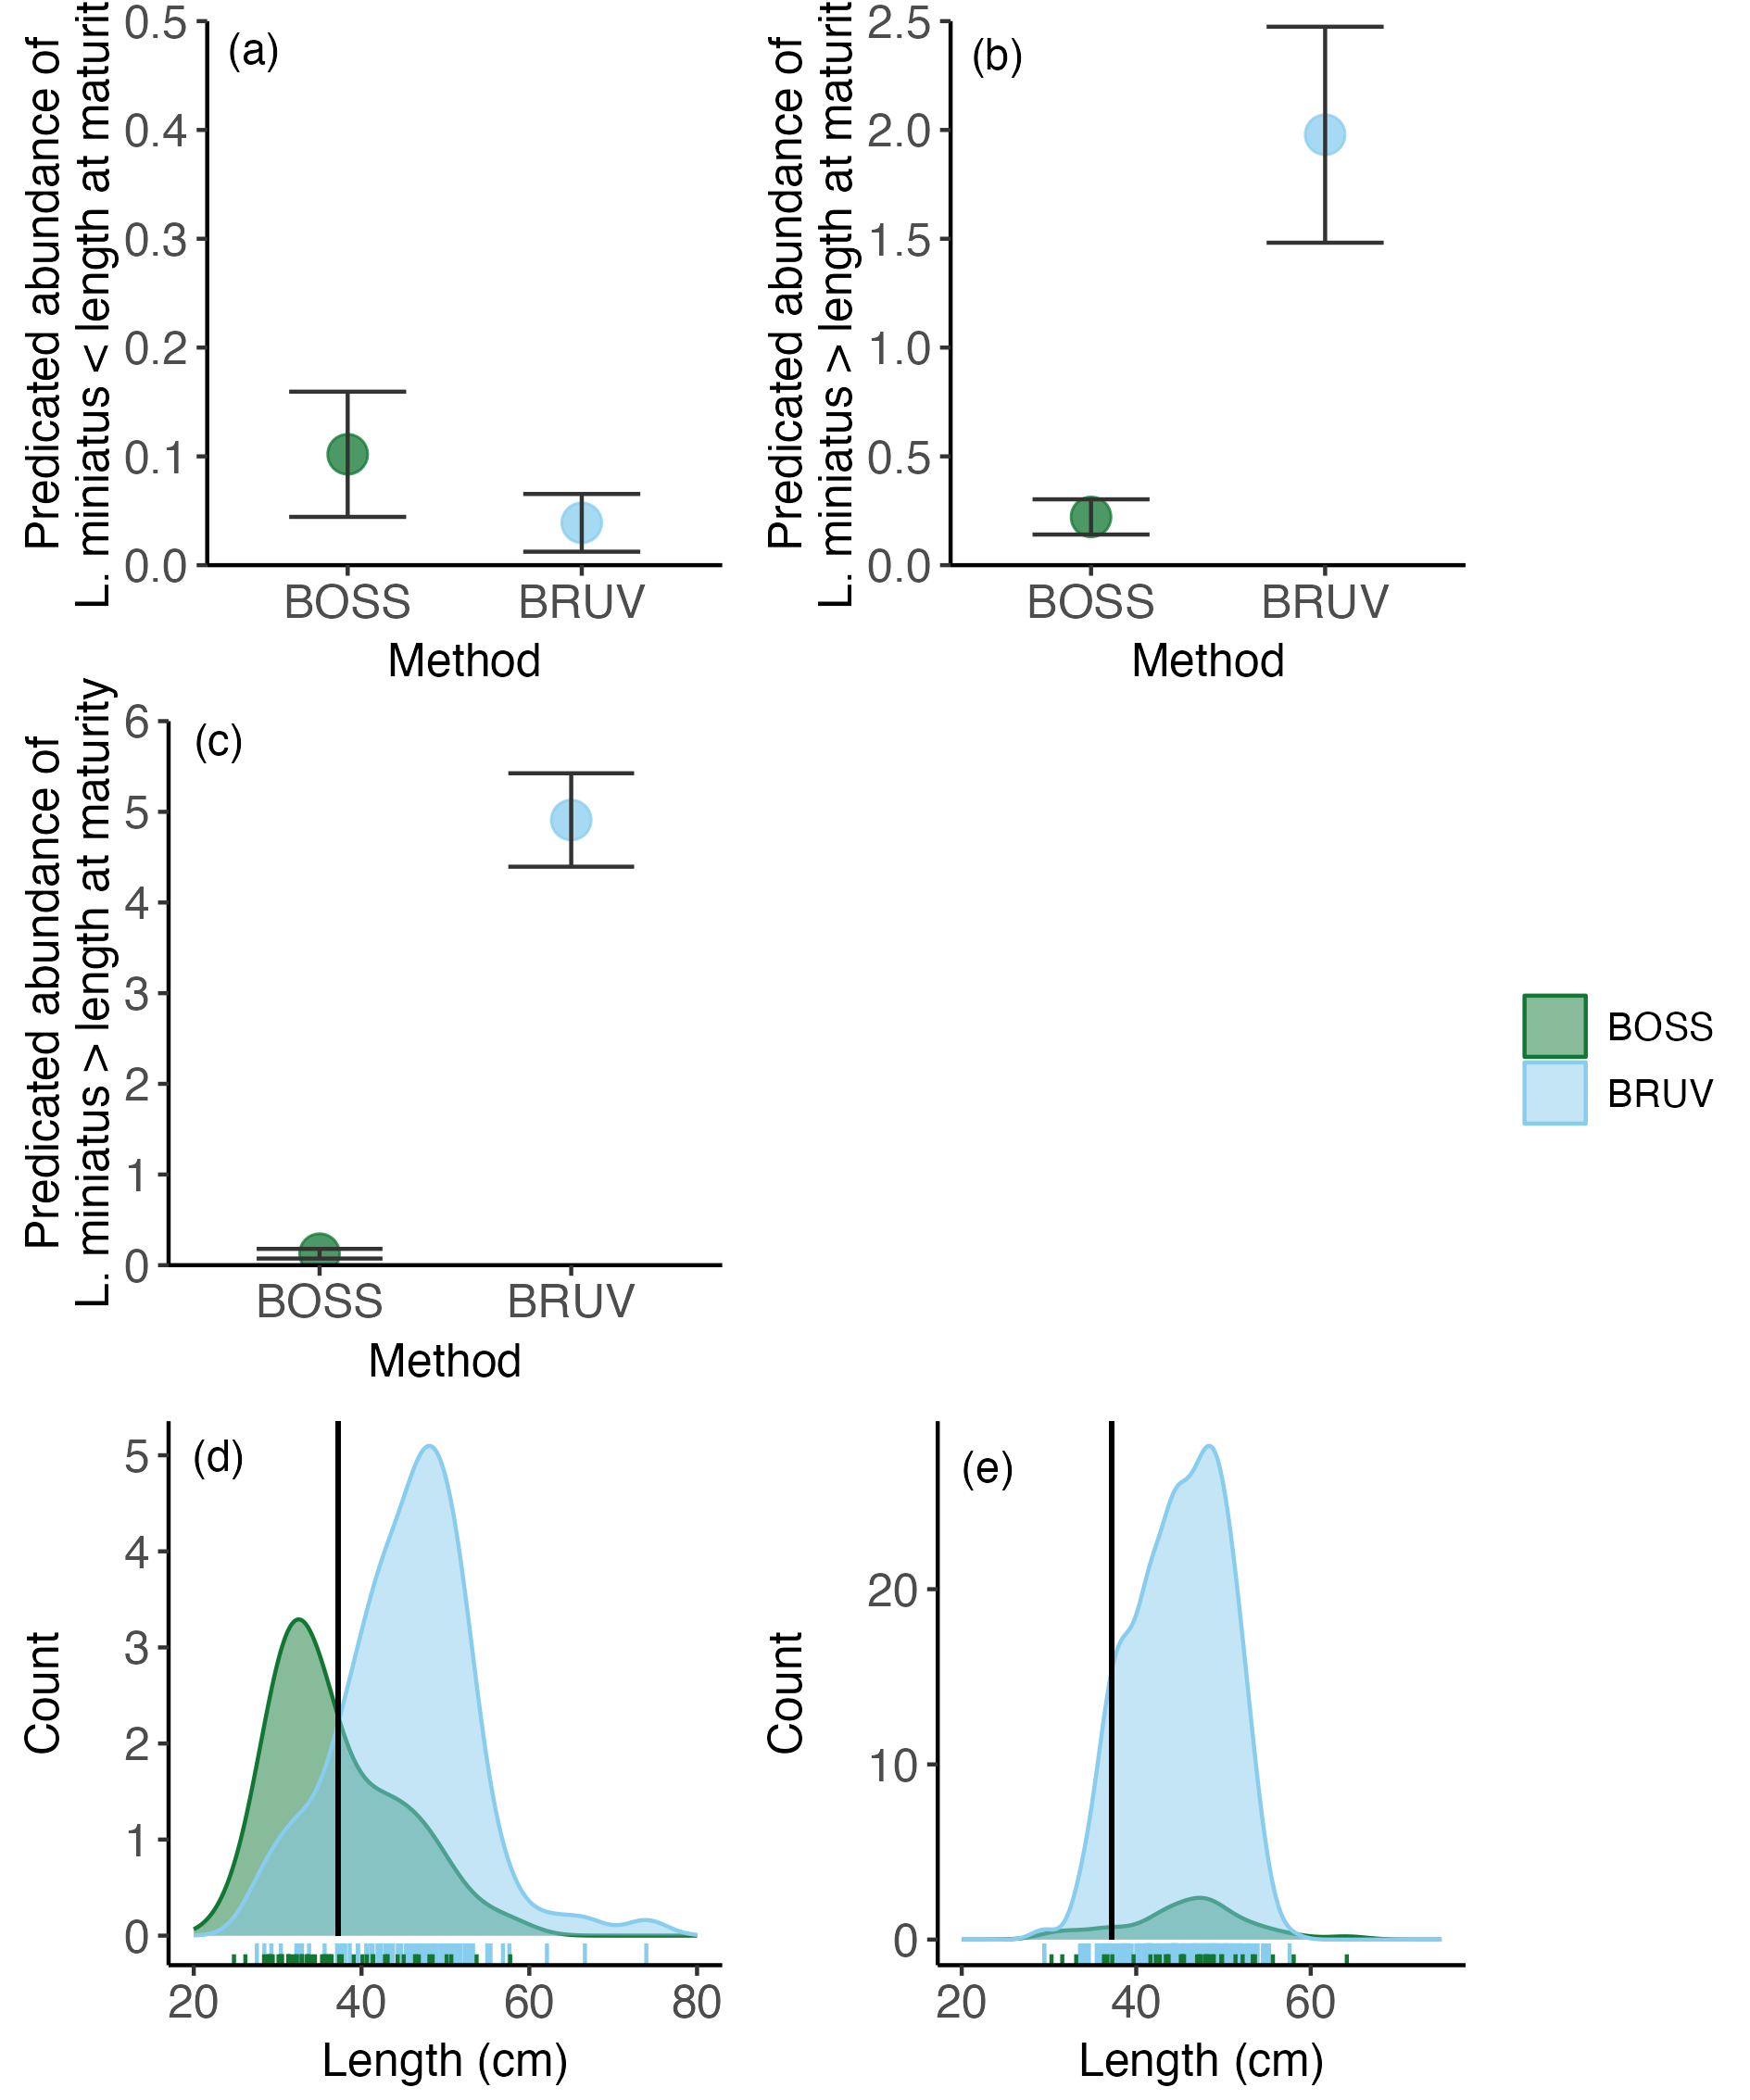 Predicated abundance of
L. miniatus < length at maturit
0.5
0.4
0.3
0.2
0.1
0.0
(a)
BOSS BRUV
Method
Predicated abundance of
L. miniatus > length at maturit
2.5
2.0
1.5
1.0
0.5
0.0
(b)
BOSS BRUV
Method
Predicated abundance of
L. miniatus > length at maturity
6
5
4
3
2
1
0
(c)
BOSS BRUV
Method
BOSS
BRUV
Count
5
4
3
2
1
0
(d)
20 40 60 80
Length (cm)
Count
20
10
0
(e)
20 40 60
Length (cm)